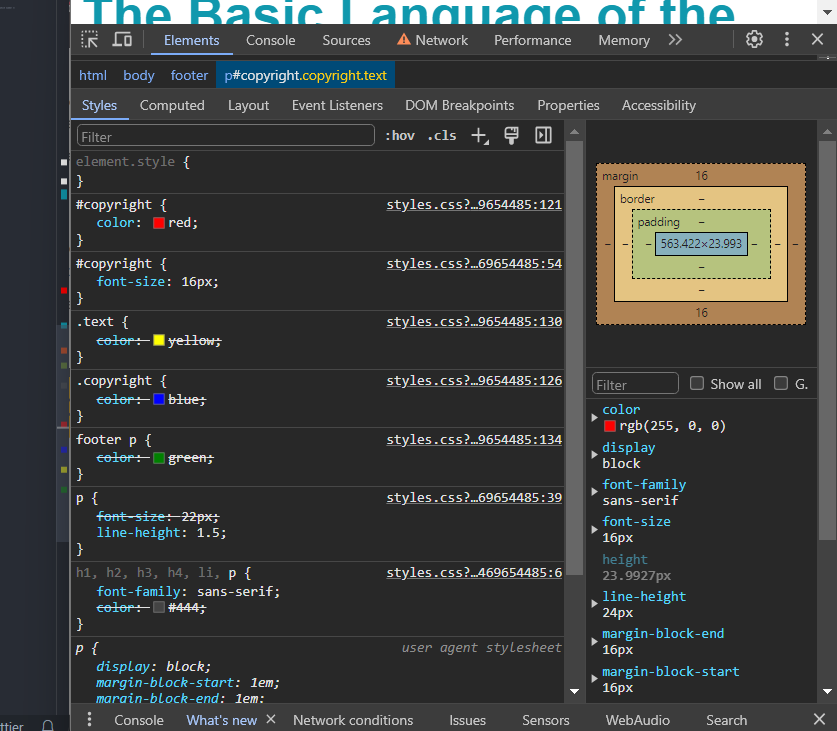 The Basic Language of the
Elements Console Sources Network Performance Memory
html body footer p#copyright.copyright.text
Styles Computed Layout Event Listeners DOM Breakpoints Properties Accessibility
Filter :hov .cls
element.style {
}
#copyright { styles.css?…9654485:121
color: red;
}
#copyright { styles.css?…69654485:54
font-size: 16px;
}
.text { styles.css?…9654485:130
color: yellow;
}
.copyright { styles.css?…9654485:126
color: blue;
}
footer p { styles.css?…9654485:134
color: green;
}
p { styles.css?…69654485:39
font-size: 22px;
line-height: 1.5;
}
h1, h2, h3, h4, li, p { styles.css?…469654485:6
font-family: sans-serif;
color: #444;
}
p { user agent stylesheet
display: block;
margin-block-start: 1em;
margin-block-end: 1em;
margin 16
border –
padding –
– – – 563.422×23.993 – – –
–
–
16
Filter Show all G.
color
rgb(255, 0, 0)
display
block
font-family
sans-serif
font-size
16px
height
23.9927px
line-height
24px
margin-block-end
16px
margin-block-start
16px
ttier
Console What's new Network conditions Issues Sensors WebAudio Search